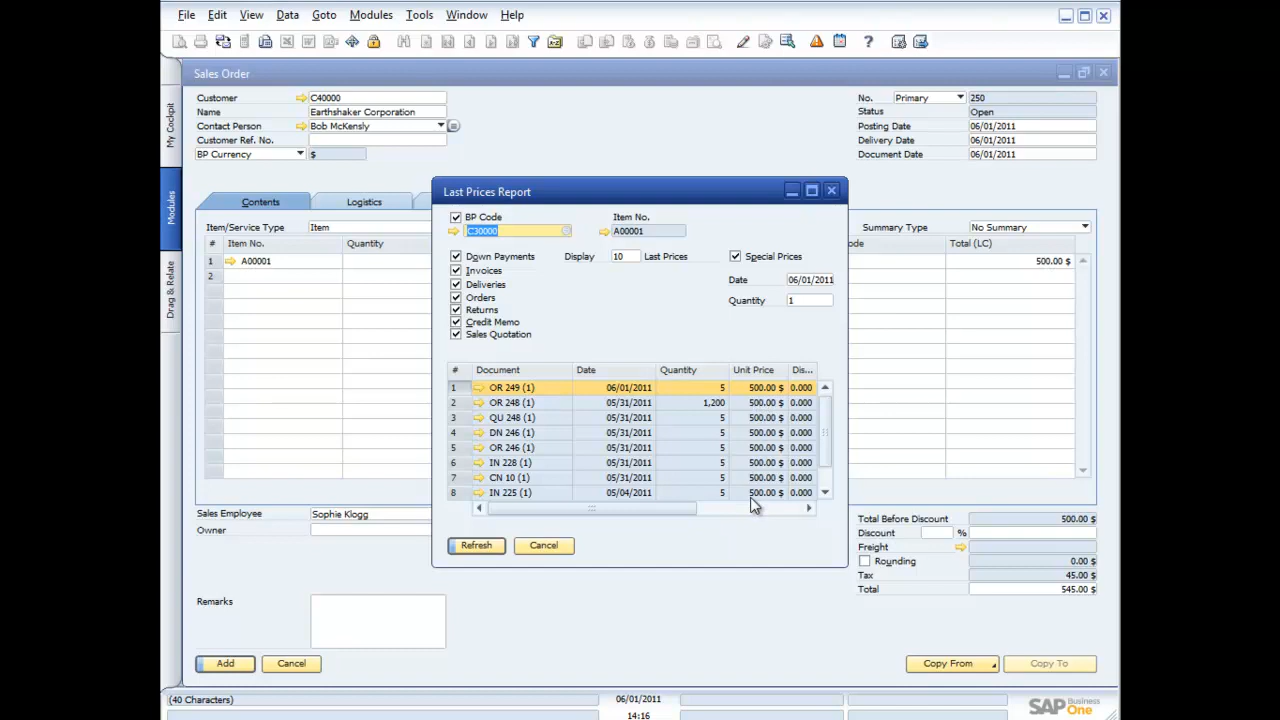 File Edit View Data Goto Modules Tools Window Help
Sales Order
My Cockpit
Modules
Drag & Relate
Customer C40000
Name Earthshaker Corporation
Contact Person Bob McKensly
Customer Ref. No.
BP Currency $
No. Primary 250
Status Open
Posting Date 06/01/2011
Delivery Date 06/01/2011
Document Date 06/01/2011
Contents Logistics
Item/Service Type Item
Summary Type No Summary
# Item No. Quantity ode Total (LC)
1 A00001 500.00 $
2
Last Prices Report
BP Code Item No.
C30000 A00001
Down Payments Display 10 Last Prices Special Prices
Invoices
Date 06/01/2011
Deliveries
Orders
Quantity 1
Returns
Credit Memo
Sales Quotation
# Document Date Quantity Unit Price Dis...
1 OR 249 (1) 06/01/2011 5 500.00 $ 0.000
2 OR 248 (1) 05/31/2011 1,200 500.00 $ 0.000
3 QU 248 (1) 05/31/2011 5 500.00 $ 0.000
4 DN 246 (1) 05/31/2011 5 500.00 $ 0.000
5 OR 246 (1) 05/31/2011 5 500.00 $ 0.000
6 IN 228 (1) 05/31/2011 5 500.00 $ 0.000
7 CN 10 (1) 05/31/2011 5 500.00 $ 0.000
8 IN 225 (1) 05/04/2011 5 500.00 $ 0.000
Refresh Cancel
Sales Employee Sophie Klogg
Owner
Total Before Discount 500.00 $
Discount %
Freight
Rounding 0.00 $
Tax 45.00 $
Total 545.00 $
Remarks
Add Cancel
Copy From Copy To
(40 Characters) 06/01/2011
14:16
SAP Business One